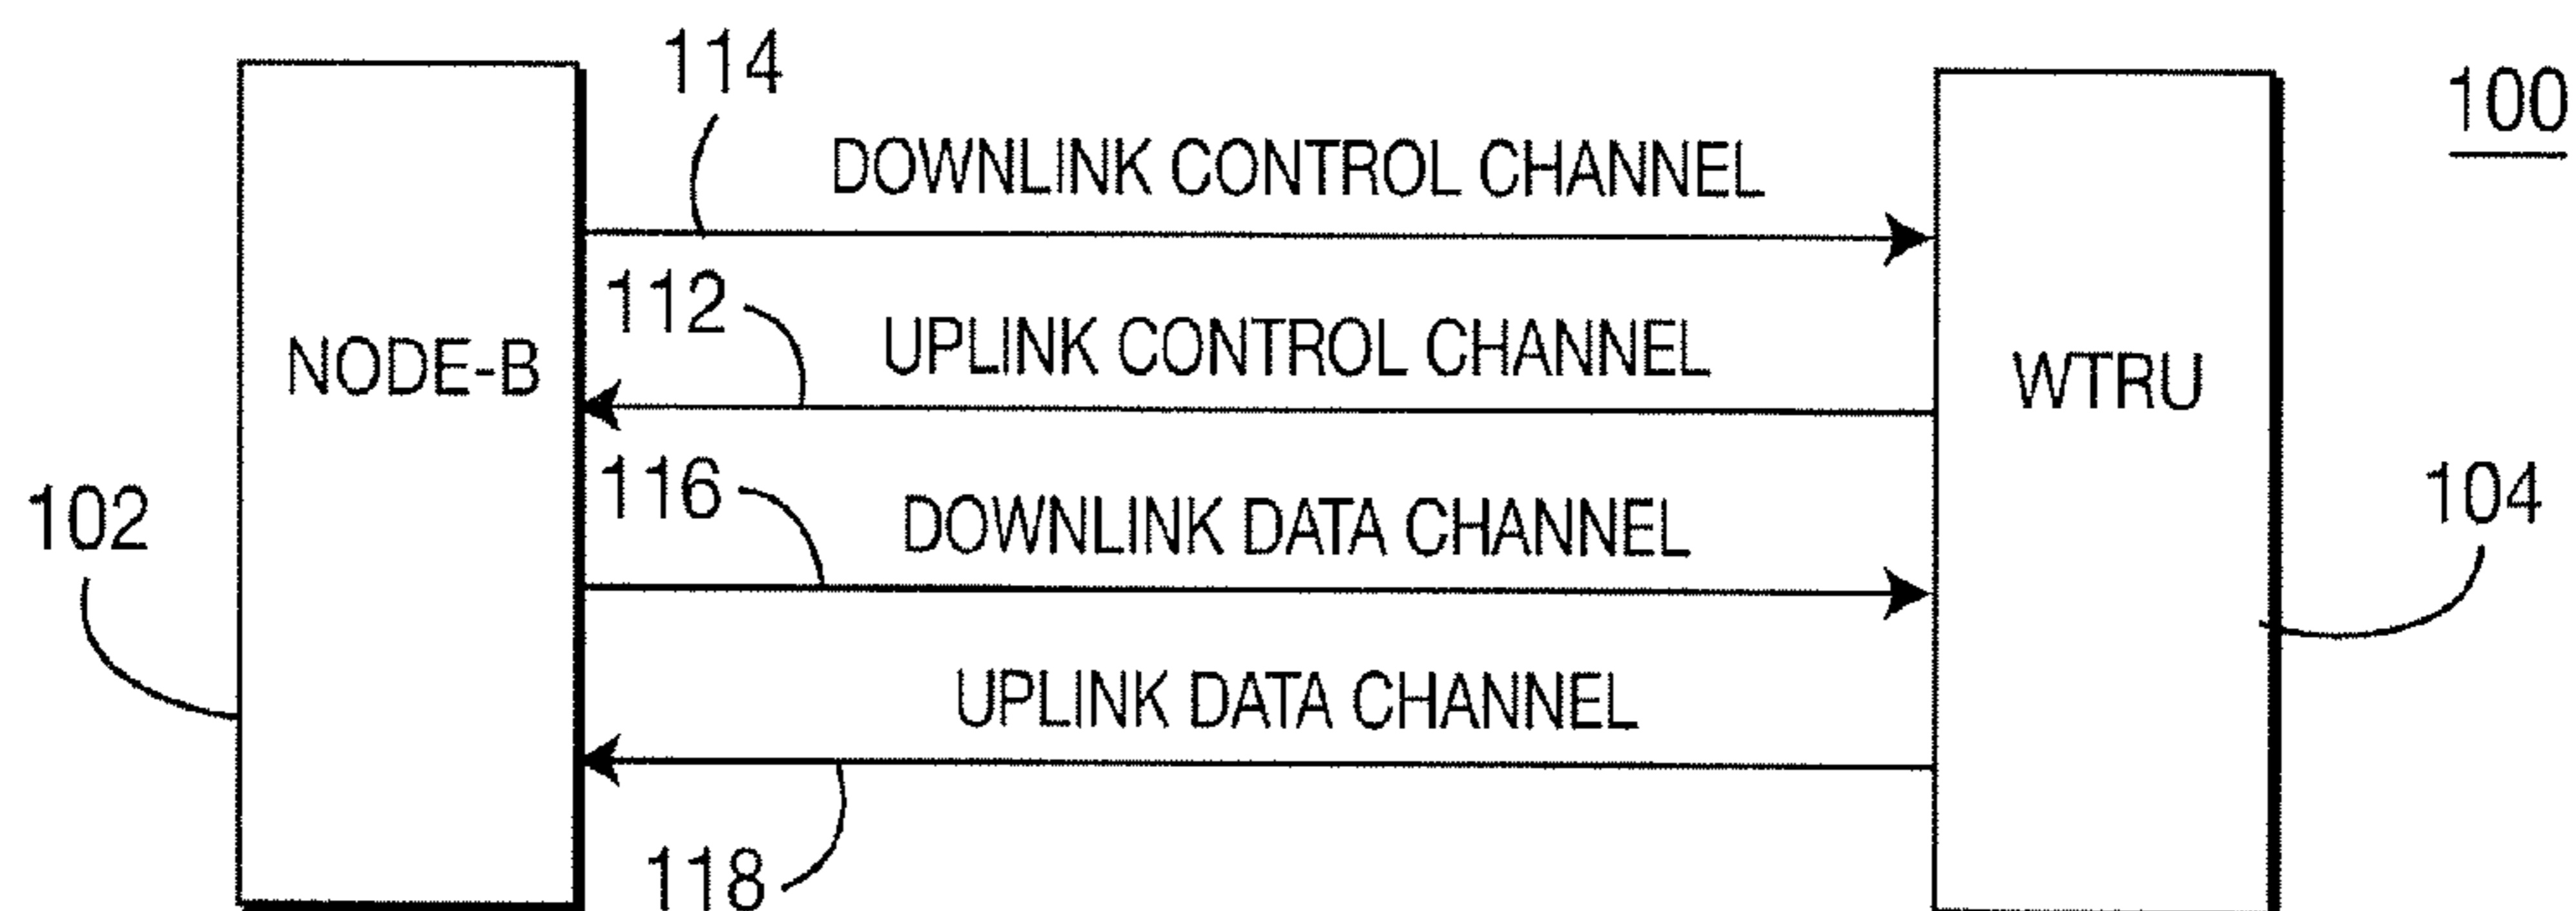 114
100
DOWNLINK CONTROL CHANNEL
112
UPLINK CONTROL CHANNEL
NODE-B
WTRU
116
DOWNLINK DATA CHANNEL
102
104
UPLINK DATA CHANNEL
118